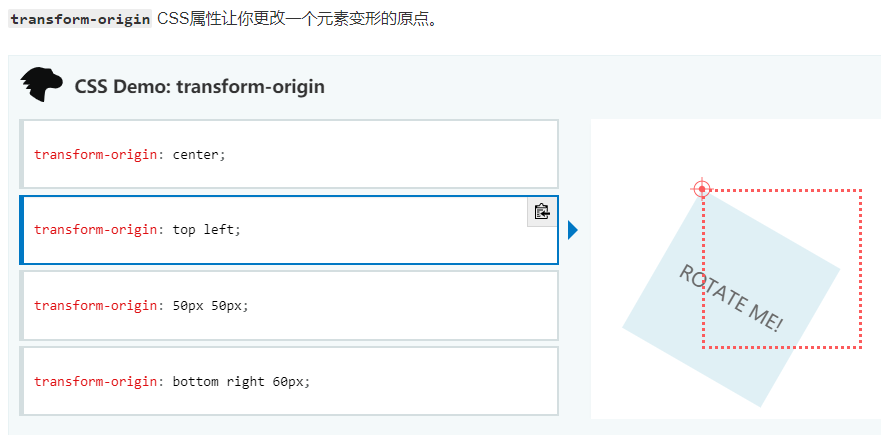 transform-origin CSS属性让你更改一个元素变形的原点。
CSS Demo: transform-origin
transform-origin: center;
transform-origin: top left;
transform-origin: 50px 50px;
transform-origin: bottom right 60px;
ROTATE ME!